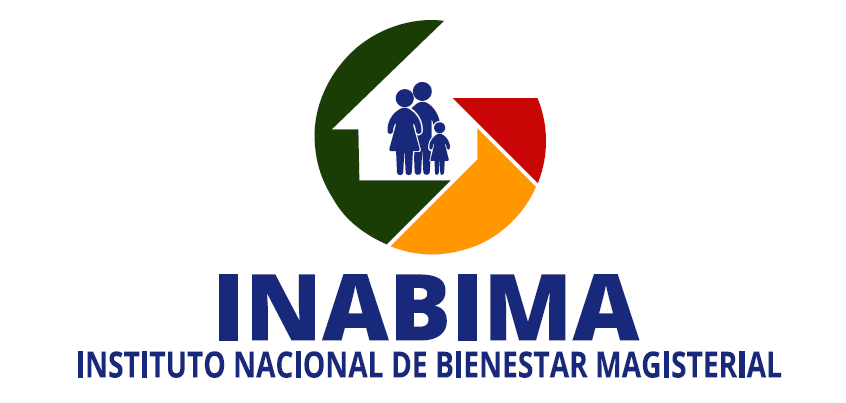 INABIMA
INSTITUTO NACIONAL DE BIENESTAR MAGISTERIAL